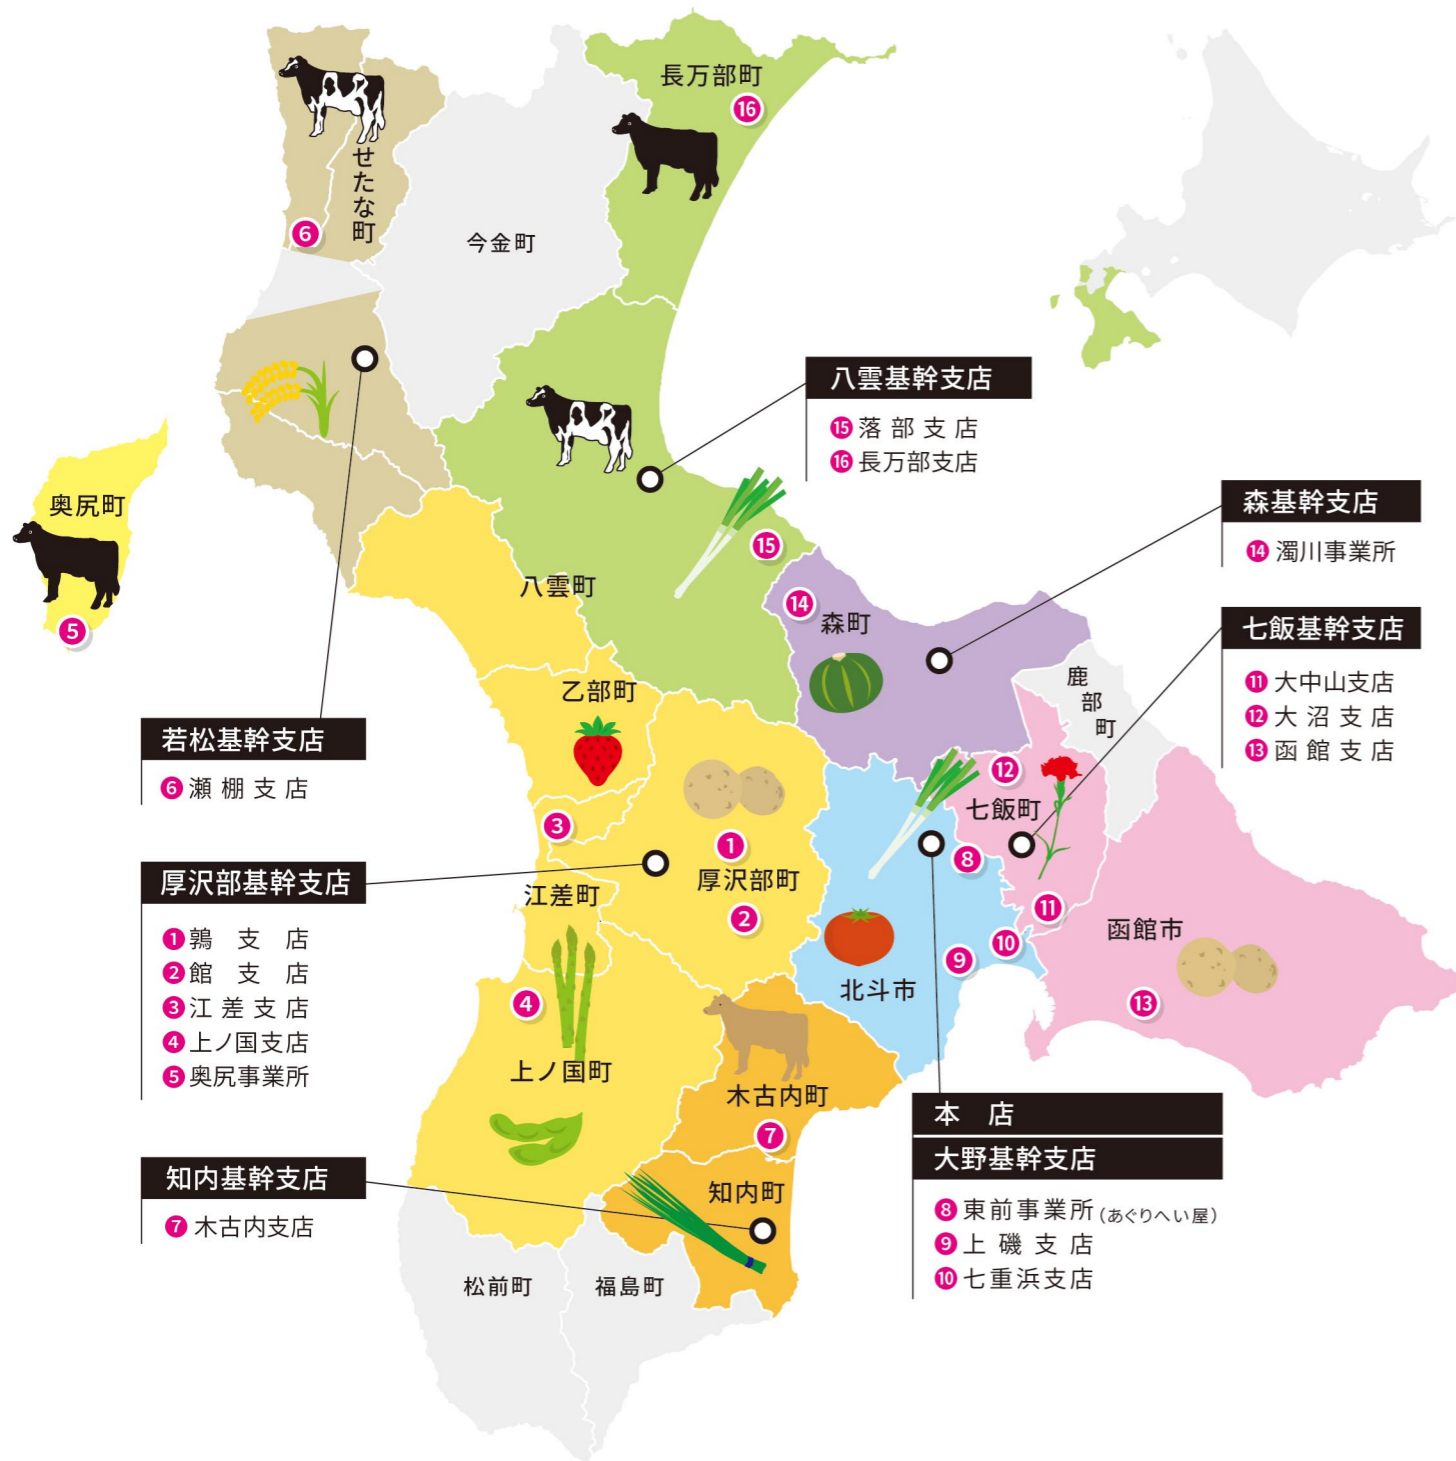 長万部町
16
せたな町
6
今金町
八雲基幹支店
15 落部支店
16 長万部支店
奥尻町
5
15
八雲町
森基幹支店
14 濁川事業所
14
森町
七飯基幹支店
11 大中山支店
12 大沼支店
13 函館支店
鹿部町
乙部町
若松基幹支店
6 瀬棚支店
12
七飯町
3
1
8
厚沢部基幹支店
1 鶉支店
2 館支店
3 江差支店
4 上ノ国支店
5 奥尻事業所
厚沢部町
江差町
2
11
函館市
10
9
北斗市
4
13
上ノ国町
木古内町
7
本店
大野基幹支店
8 東前事業所(あぐりへい屋)
9 上磯支店
10 七重浜支店
知内基幹支店
7 木古内支店
知内町
松前町
福島町